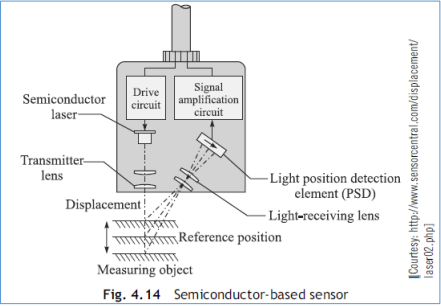 Drive
circuit
Signal
amplification
circuit
Semiconductor
laser
Transmitter
lens
Light position detection
element (PSD)
Displacement
Light-receiving lens
Reference position
Measuring object
[Courtesy: http://www.sensorcentral.com/displacement/
laser02.php]
Fig. 4.14 Semiconductor-based sensor